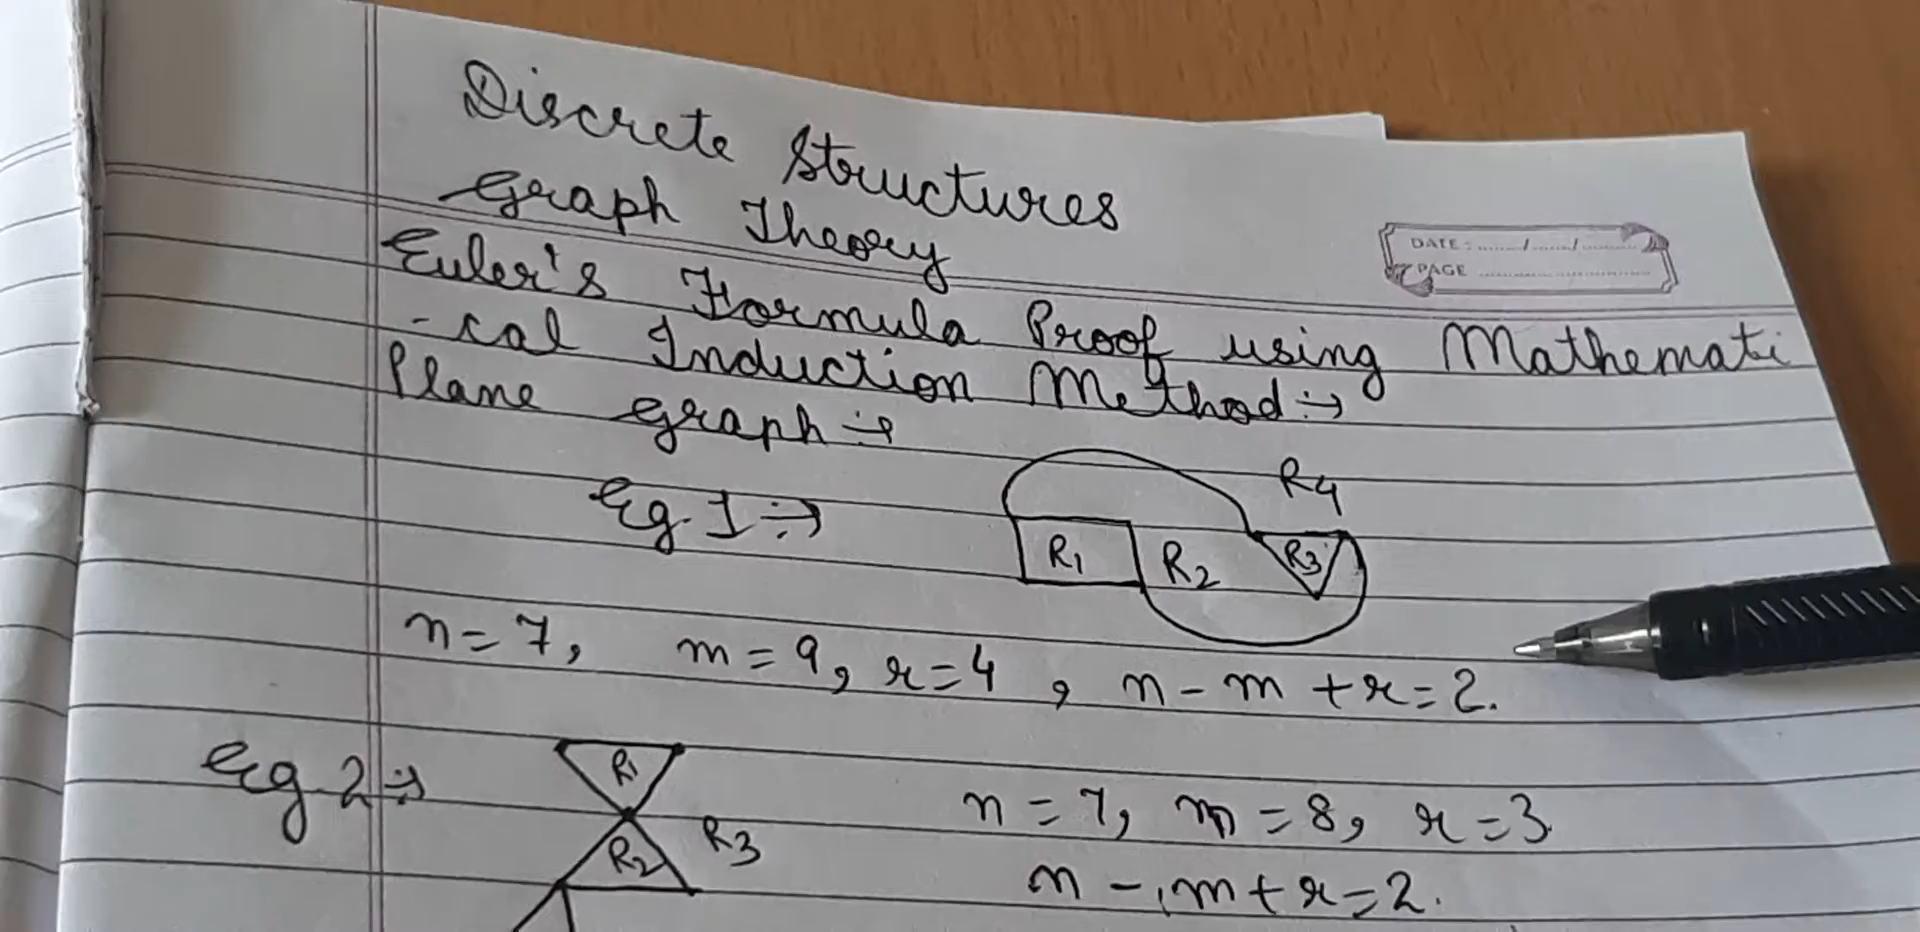 Discrete Structures
Graph Theory
DATE : ....../....../............
PAGE ..............................
Euler's Formula Proof using Mathemati
-cal Induction Method :→
Plane graph :→
Eg. 1 :→
R4
R1 R2 R3
n = 7, m = 9, r = 4, n - m + r = 2.
Eg. 2 :→
R1
R2
R3
n = 7, m = 8, r = 3
n - m + r = 2.